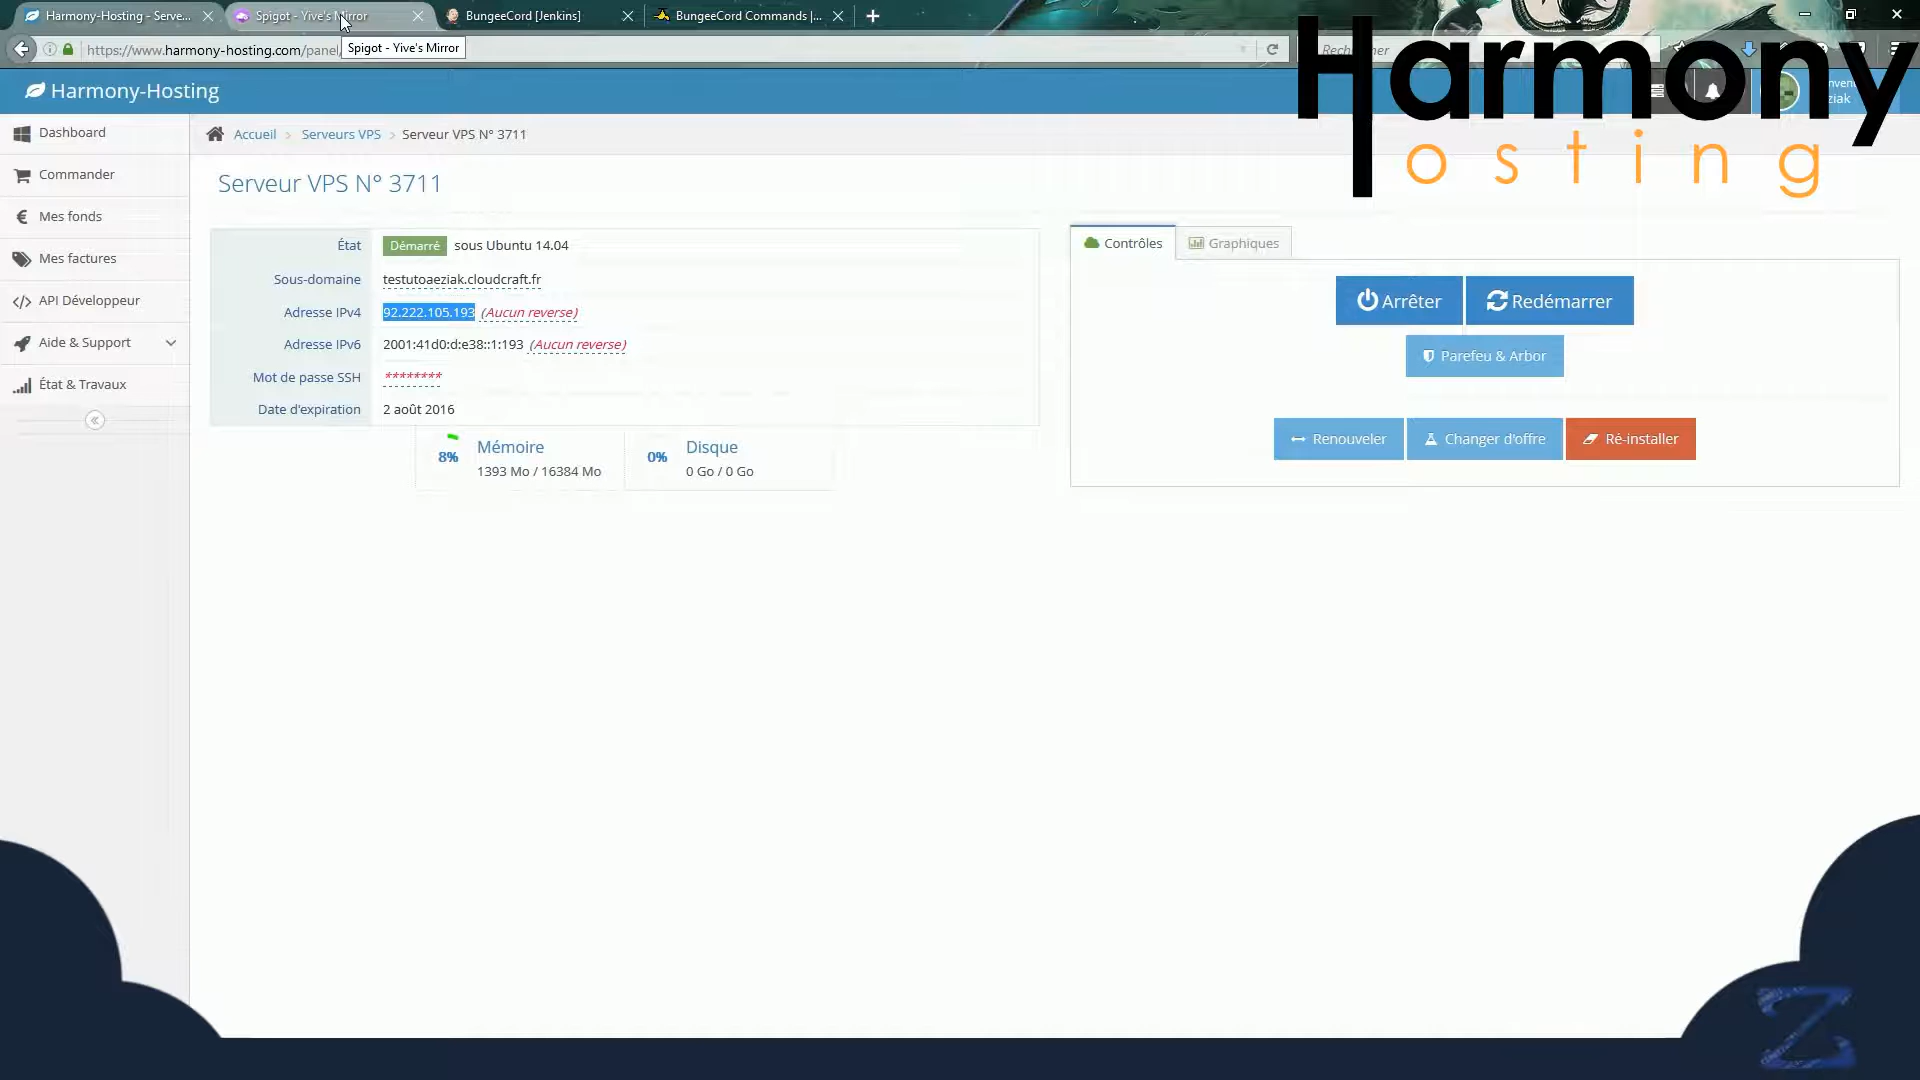 Harmony-Hosting - Serve...
Spigot - Yive's Mirror
BungeeCord [Jenkins]
BungeeCord Commands |...
https://www.harmony-hosting.com/panel
Spigot - Yive's Mirror
Rechercher
Harmony
osting
Harmony-Hosting
ziak
Dashboard
Commander
Mes fonds
Mes factures
API Développeur
Aide & Support
État & Travaux
Accueil > Serveurs VPS > Serveur VPS N° 3711
Serveur VPS N° 3711
État Démarré sous Ubuntu 14.04
Sous-domaine testutoaeziak.cloudcraft.fr
Adresse IPv4 92.222.105.193 (Aucun reverse)
Adresse IPv6 2001:41d0:d:e38::1:193 (Aucun reverse)
Mot de passe SSH ********
Date d'expiration 2 août 2016
8% Mémoire
1393 Mo / 16384 Mo
0% Disque
0 Go / 0 Go
Contrôles
Graphiques
Arrêter
Redémarrer
Parefeu & Arbor
Renouveler
Changer d'offre
Ré-installer
Z